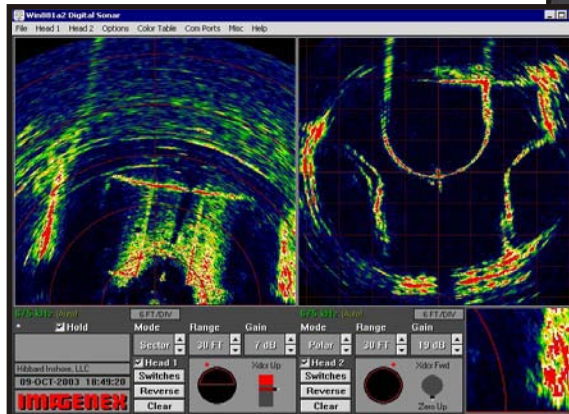 Win881a2 Digital Sonar
File Head 1 Head 2 Options Color Table Com Ports Misc Help
675 kHz (Auto) 6 FT/DIV 675 kHz (Auto) 6 FT/DIV
Hold Mode Range Gain Mode Range Gain
Sector 30 FT 7 dB Polar 30 FT 19 dB
Hibbard Inshore, LLC
Head 1 Xdcr Up Head 2 Xdcr Fwd
09-OCT-2003 18:49:20 Switches Switches
Reverse Reverse
IMAGENEX Clear Clear Zero Up